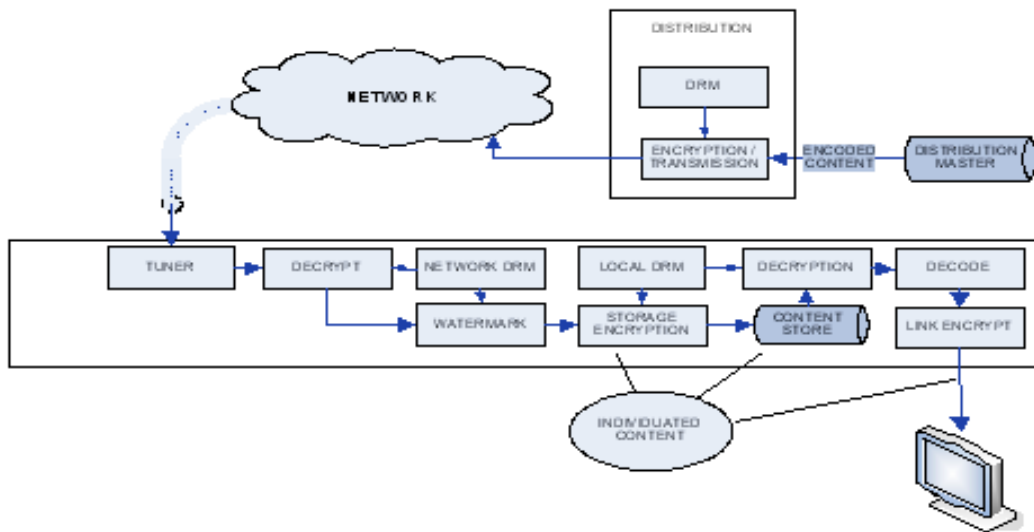 DISTRIBUTION
DRM
NETWORK
ENCRYPTION /
TRANSMISSION
ENCODED
CONTENT
DISTRIBUTION
MASTER
TUNER
DECRYPT
NETWORK DRM
LOCAL DRM
DECRYPTION
DECODE
WATERMARK
STORAGE
ENCRYPTION
CONTENT
STORE
LINK ENCRYPT
INDIVIDUATED
CONTENT